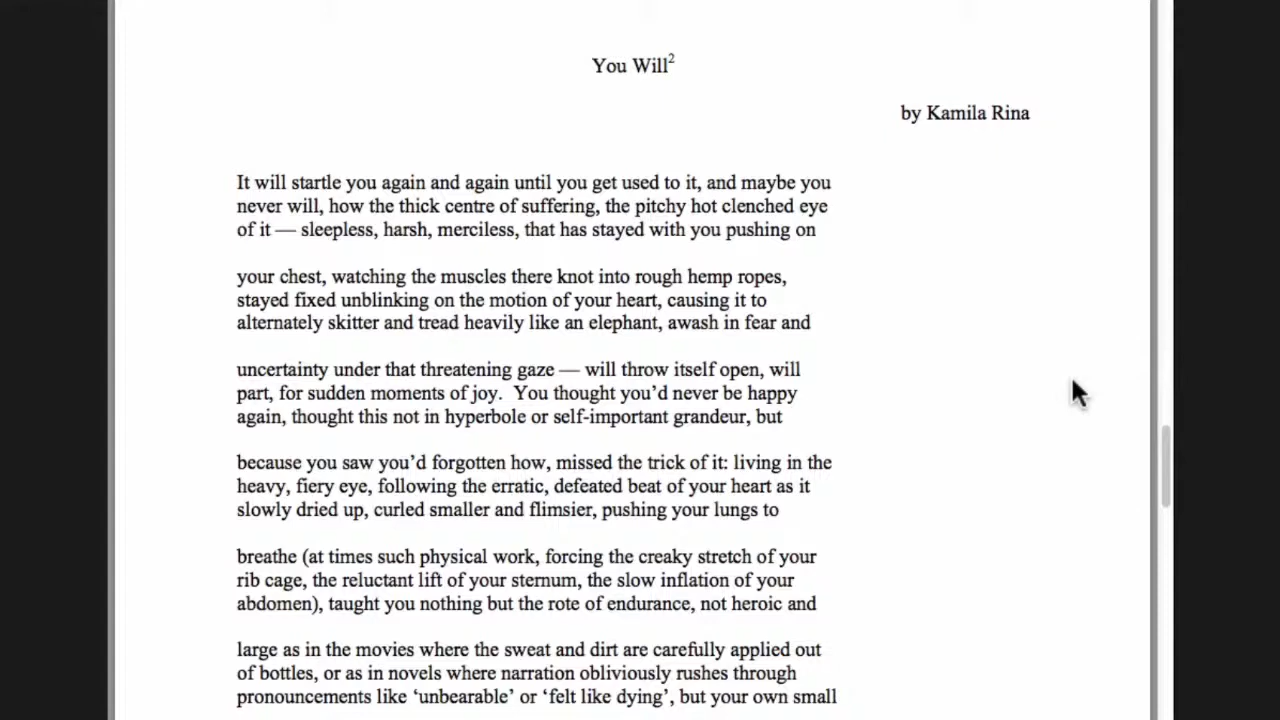 You Will²
by Kamila Rina
It will startle you again and again until you get used to it, and maybe you
never will, how the thick centre of suffering, the pitchy hot clenched eye
of it — sleepless, harsh, merciless, that has stayed with you pushing on
your chest, watching the muscles there knot into rough hemp ropes,
stayed fixed unblinking on the motion of your heart, causing it to
alternately skitter and tread heavily like an elephant, awash in fear and
uncertainty under that threatening gaze — will throw itself open, will
part, for sudden moments of joy.  You thought you’d never be happy
again, thought this not in hyperbole or self-important grandeur, but
because you saw you’d forgotten how, missed the trick of it: living in the
heavy, fiery eye, following the erratic, defeated beat of your heart as it
slowly dried up, curled smaller and flimsier, pushing your lungs to
breathe (at times such physical work, forcing the creaky stretch of your
rib cage, the reluctant lift of your sternum, the slow inflation of your
abdomen), taught you nothing but the rote of endurance, not heroic and
large as in the movies where the sweat and dirt are carefully applied out
of bottles, or as in novels where narration obliviously rushes through
pronouncements like ‘unbearable’ or ‘felt like dying’, but your own small